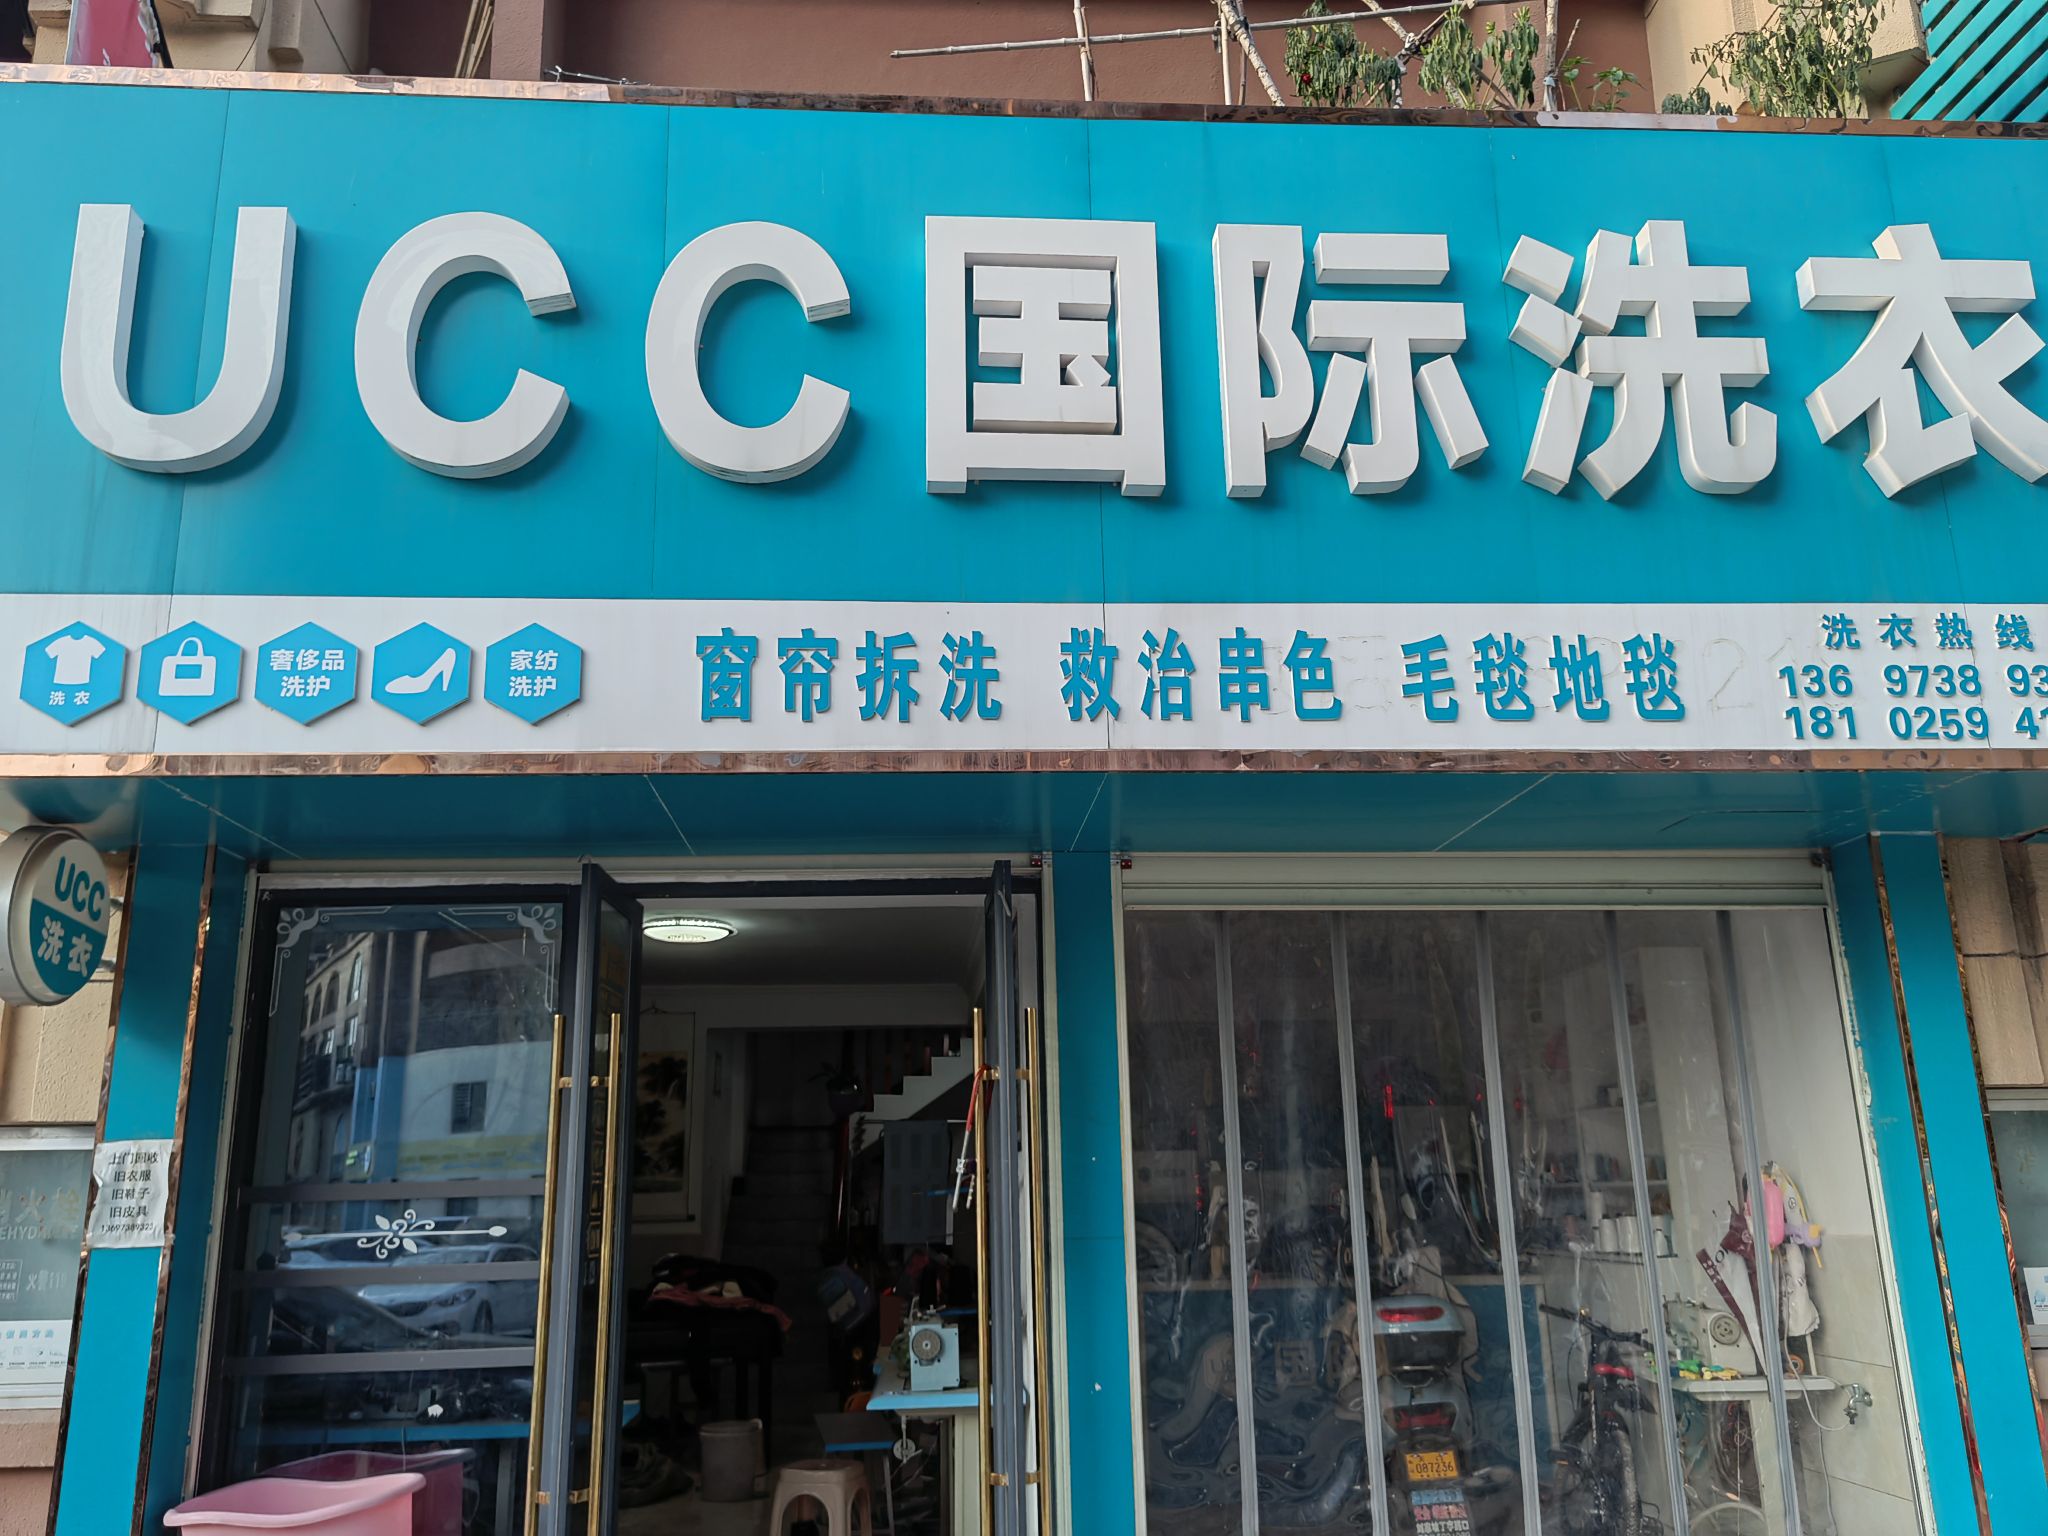 UCC国际洗衣
洗衣
奢侈品
洗护
家纺
洗护
窗帘拆洗 救治串色 毛毯地毯
洗衣热线
136 9738 93
181 0259 41
UCC
洗衣
上门回收
旧衣服
旧鞋子
旧皮具
13697389323
087236